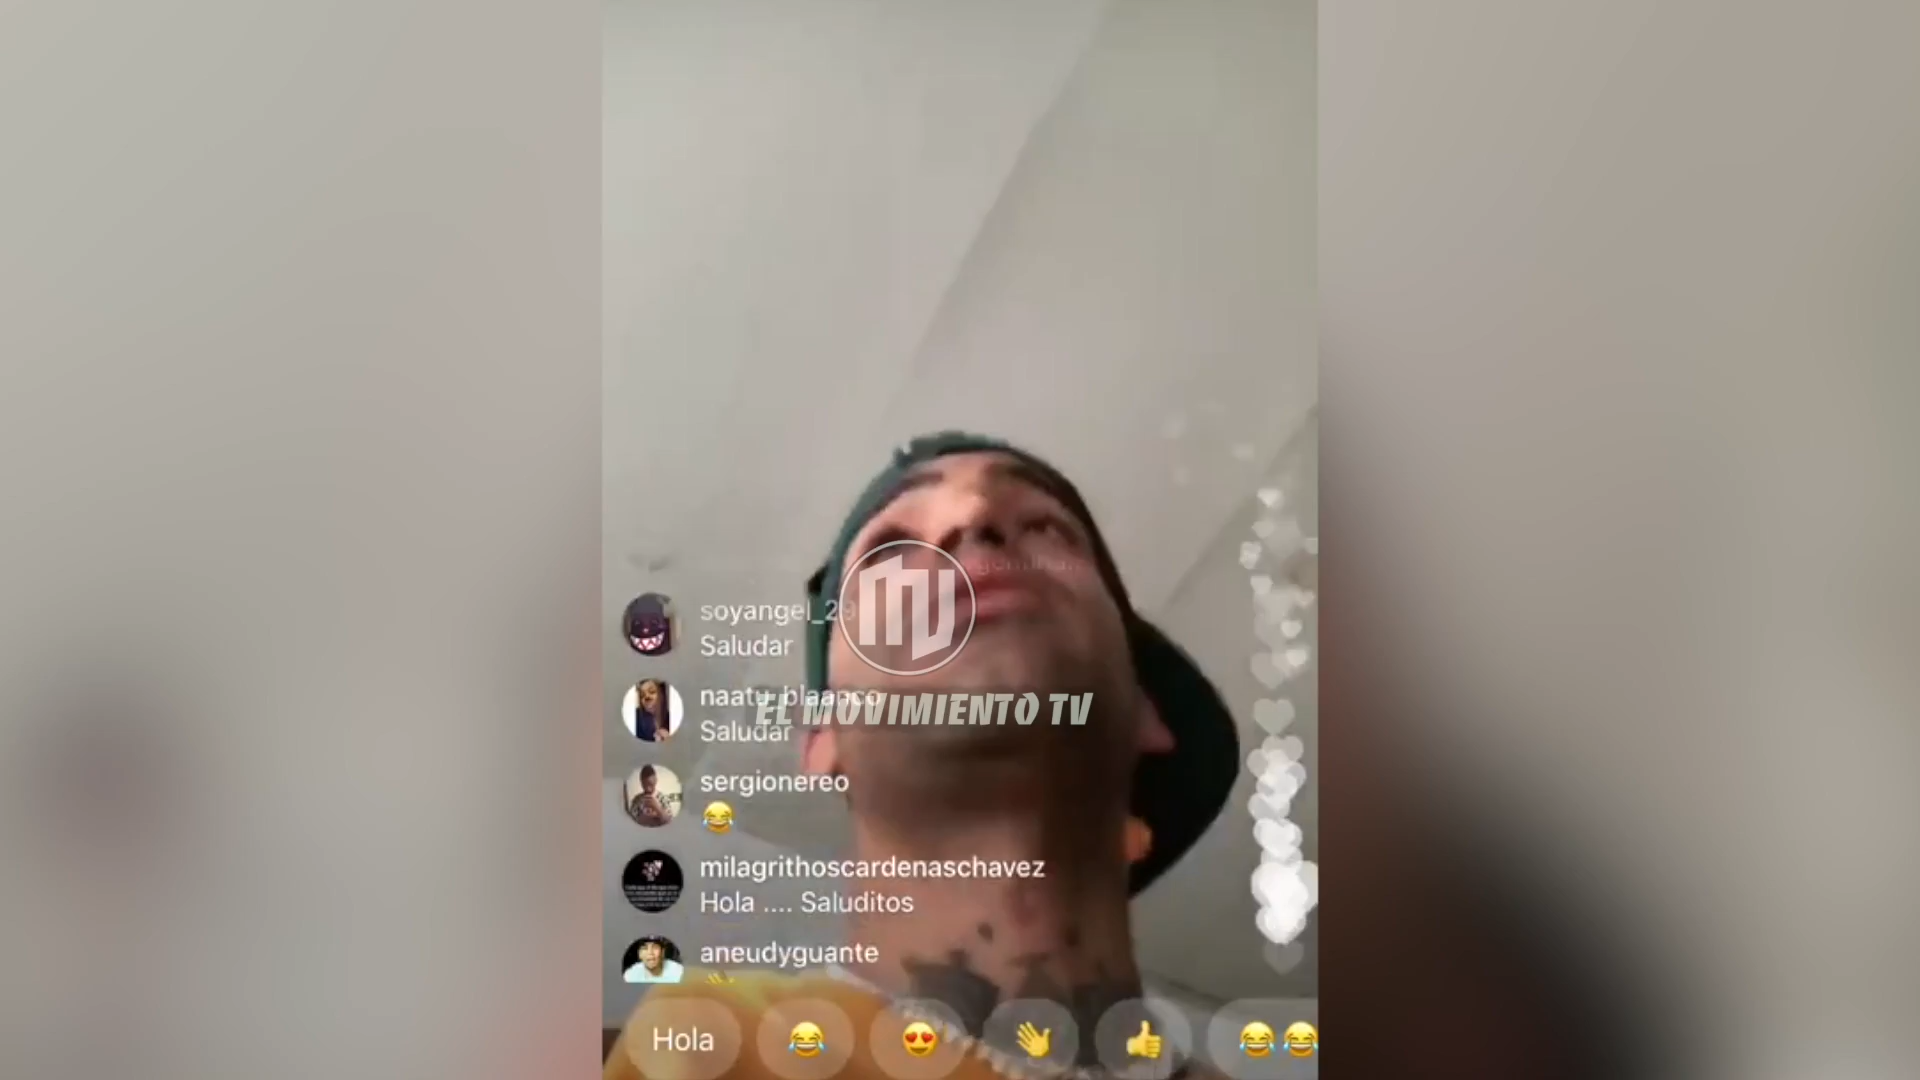 soyangel_29
Saludar
naatu_blaanco
Saludar
EL MOVIMIENTO TV
sergionereo
milagrithoscardenaschavez
Hola .... Saluditos
aneudyguante
Hola